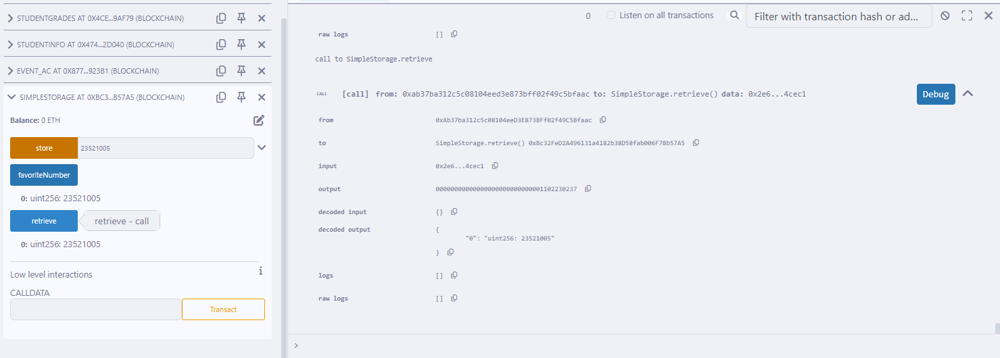 STUDENTGRADES AT 0X4CE...9AF79 (BLOCKCHAIN)
STUDENTINFO AT 0X474...2D040 (BLOCKCHAIN)
EVENT_AC AT 0X877...923B1 (BLOCKCHAIN)
SIMPLESTORAGE AT 0XBC3...B57A5 (BLOCKCHAIN)
Balance: 0 ETH
store 23521005
favoriteNumber
0: uint256: 23521005
retrieve retrieve - call
0: uint256: 23521005
Low level interactions i
CALLDATA
Transact
0 Listen on all transactions Filter with transaction hash or ad...
raw logs []
call to SimpleStorage.retrieve
CALL [call] from: 0xab37ba312c5c08104eed3e873bff02f49c5bfaac to: SimpleStorage.retrieve() data: 0x2e6...4cec1 Debug
from 0xAb37ba312c5c08104eeD3E873BFf02f49C5Bfaac
to SimpleStorage.retrieve() 0xBc32FeD2A496131a4182b38D58fab006F7Bb57A5
input 0x2e6...4cec1
output 0000000000000000000000000000001102230237
decoded input {}
decoded output {
"0": "uint256: 23521005"
}
logs []
raw logs []
>